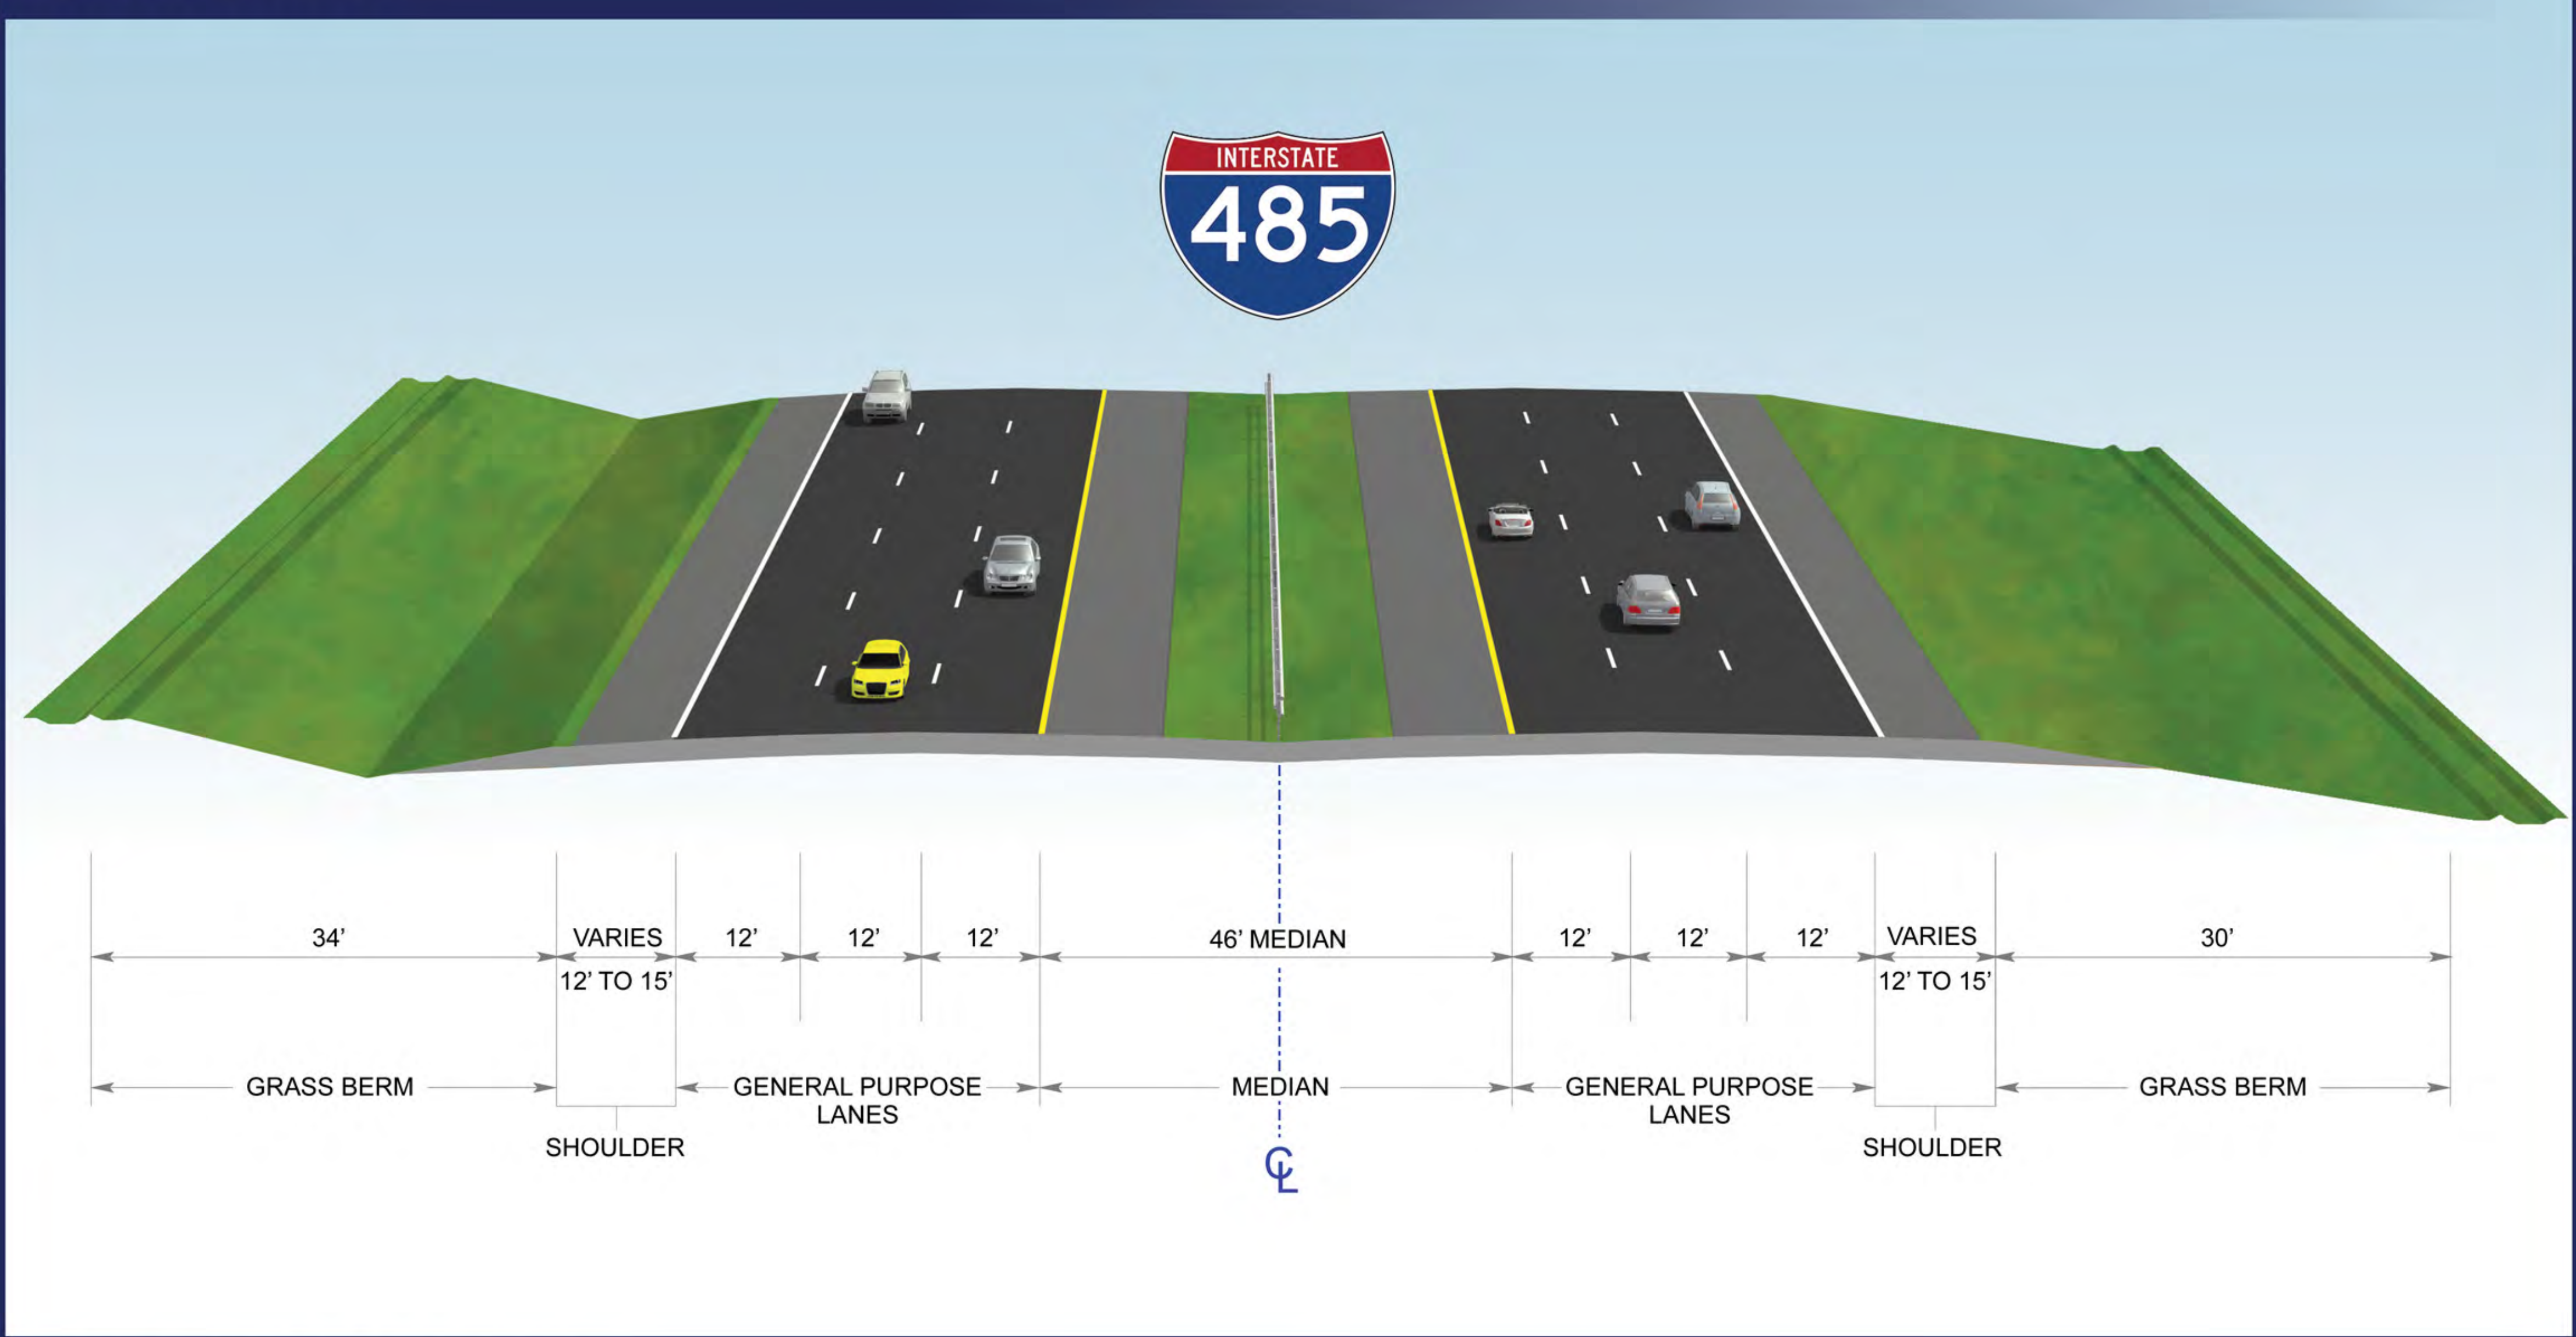 INTERSTATE
485
34’ VARIES 12’ 12’ 12’ 46’ MEDIAN 12’ 12’ 12’ VARIES 30’
12’ TO 15’ 12’ TO 15’
GRASS BERM GENERAL PURPOSE MEDIAN GENERAL PURPOSE GRASS BERM
LANES LANES
SHOULDER SHOULDER
CL